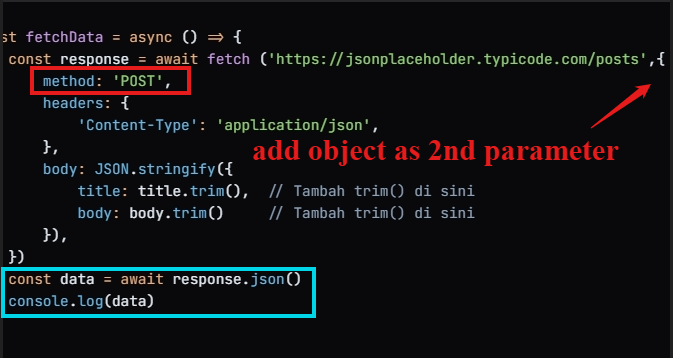 st fetchData = async () => {
const response = await fetch ('https://jsonplaceholder.typicode.com/posts',{
method: 'POST',
headers: {
'Content-Type': 'application/json',
},
add object as 2nd parameter
body: JSON.stringify({
title: title.trim(), // Tambah trim() di sini
body: body.trim() // Tambah trim() di sini
}),
})
const data = await response.json()
console.log(data)